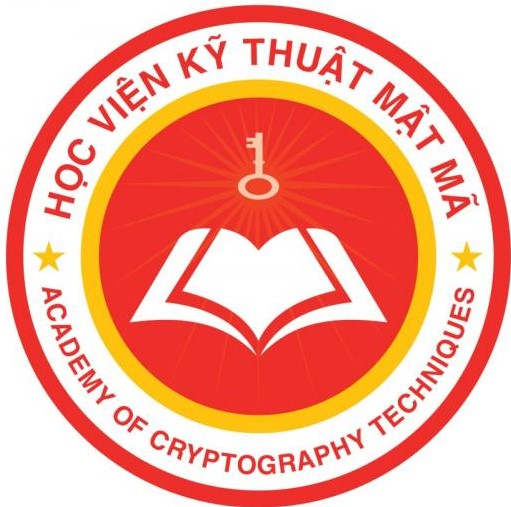 HỌC VIỆN KỸ THUẬT MẬT MÃ
ACADEMY OF CRYPTOGRAPHY TECHNIQUES